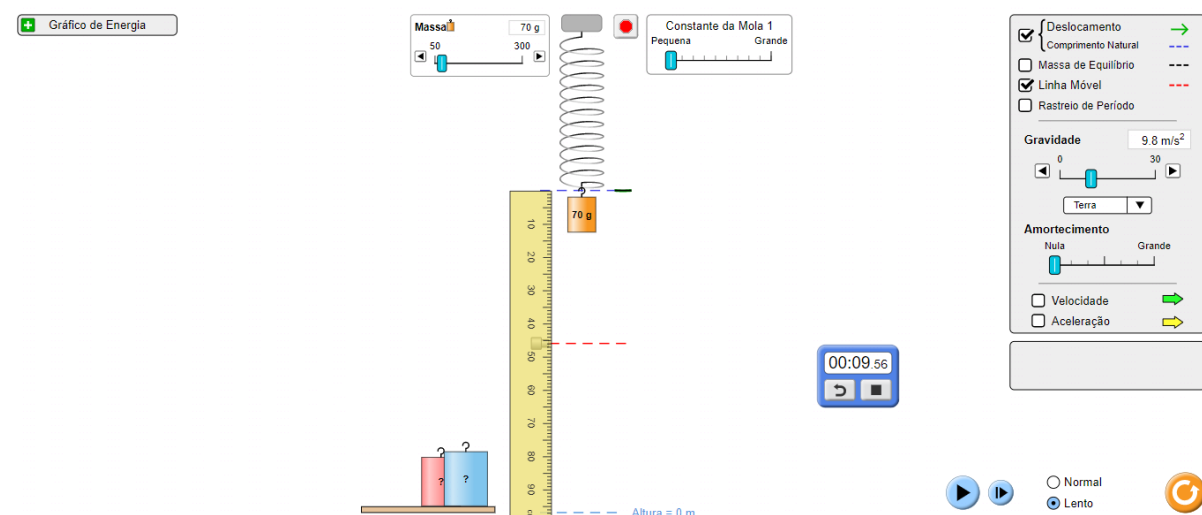 Gráfico de Energia
Massa
70 g
50
300
Constante da Mola 1
Pequena
Grande
Deslocamento
Comprimento Natural
Massa de Equilíbrio
Linha Móvel
Rastreio de Período
Gravidade
9.8 m/s²
0
30
Terra
Amortecimento
Nula
Grande
Velocidade
Aceleração
70 g
10
20
30
40
50
60
70
80
90
00:09.56
?
?
Normal
Lento
Altura = 0 m